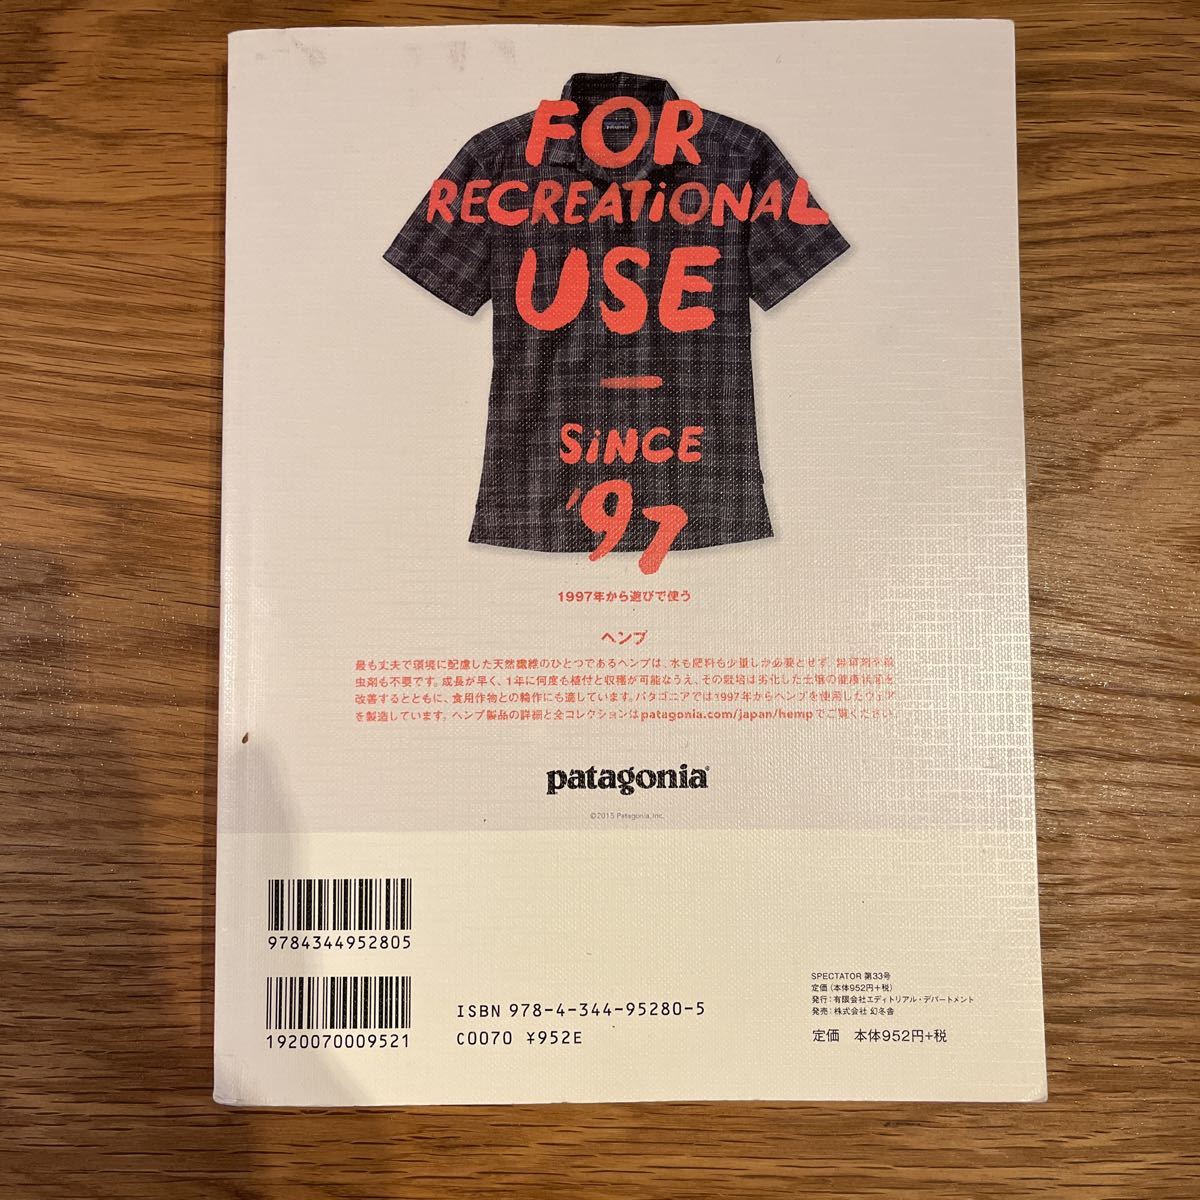 patagonia
FOR
RECREATiONAL
USE
—
SiNCE
'97
1997年から遊びで使う
ヘンプ
最も丈夫で環境に配慮した天然繊維のひとつであるヘンプは、水も肥料も少量しか必要とせず、除草剤や殺
虫剤も不要です。成長が早く、1年に何度も植付と収穫が可能なうえ、その栽培は劣化した土壌の健康状態を
改善するとともに、食用作物との輪作にも適しています。パタゴニアでは1997年からヘンプを使用したウェア
を製造しています。ヘンプ製品の詳細と全コレクションはpatagonia.com/japan/hempでご覧ください。
patagonia®
©2015 Patagonia, Inc.
9784344952805
1920070009521
ISBN 978-4-344-95280-5
C0070 ¥952E
SPECTATOR 第33号
定価（本体952円＋税）
発行：有限会社エディトリアル・デパートメント
発売：株式会社 幻冬舎
定価 本体952円+税